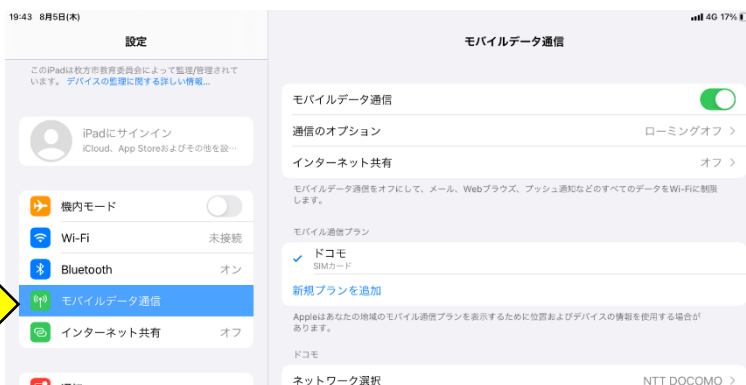 19:43 8月5日(木)
4G 17%
設定
このiPadは枚方市教育委員会によって監理/管理されて
います。デバイスの監理に関する詳しい情報...
iPadにサインイン
iCloud、App Storeおよびその他を設…
機内モード
Wi-Fi 未接続
Bluetooth オン
モバイルデータ通信
インターネット共有 オフ
モバイルデータ通信
モバイルデータ通信
通信のオプション ローミングオフ
インターネット共有 オフ
モバイルデータ通信をオフにして、メール、Webブラウズ、プッシュ通知などのすべてのデータをWi-Fiに制限
します。
モバイル通信プラン
ドコモ
SIMカード
新規プランを追加
Appleはあなたの地域のモバイル通信プランを表示するために位置およびデバイスの情報を使用する場合が
あります。
ドコモ
ネットワーク選択 NTT DOCOMO